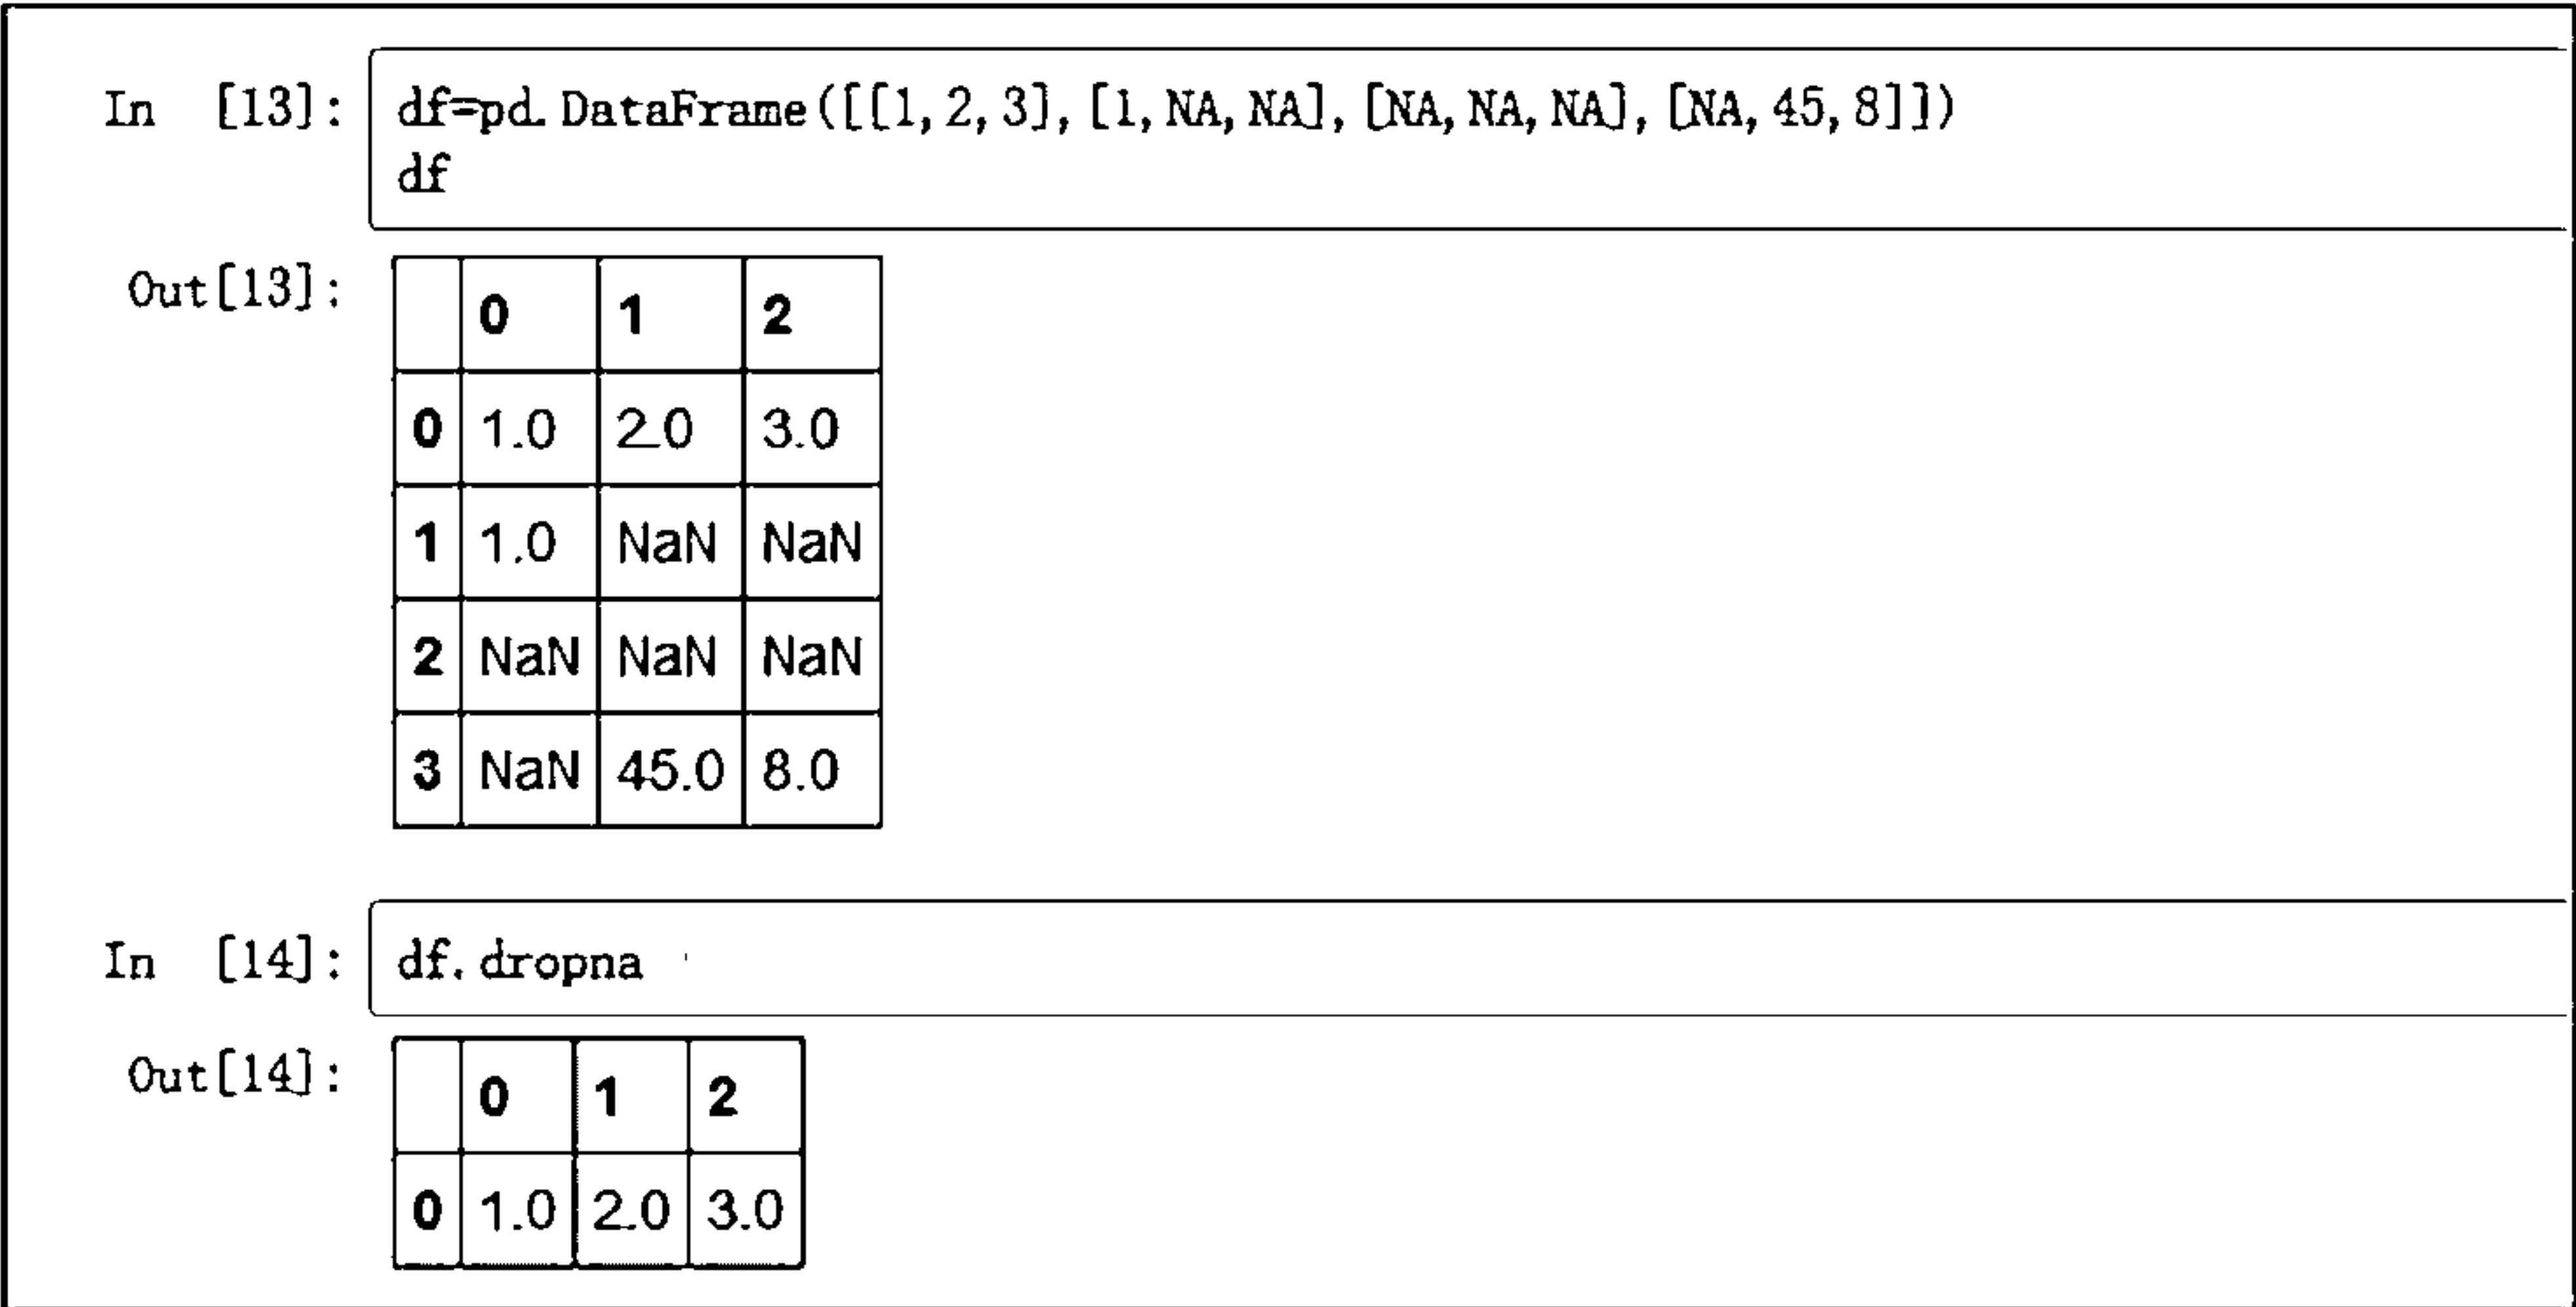 In [13]: df=pd.DataFrame([[1,2,3],[1,NA,NA],[NA,NA,NA],[NA,45,8]])
df
Out[13]:
0 1 2
0 1.0 2.0 3.0
1 1.0 NaN NaN
2 NaN NaN NaN
3 NaN 45.0 8.0
In [14]: df.dropna
Out[14]:
0 1 2
0 1.0 2.0 3.0